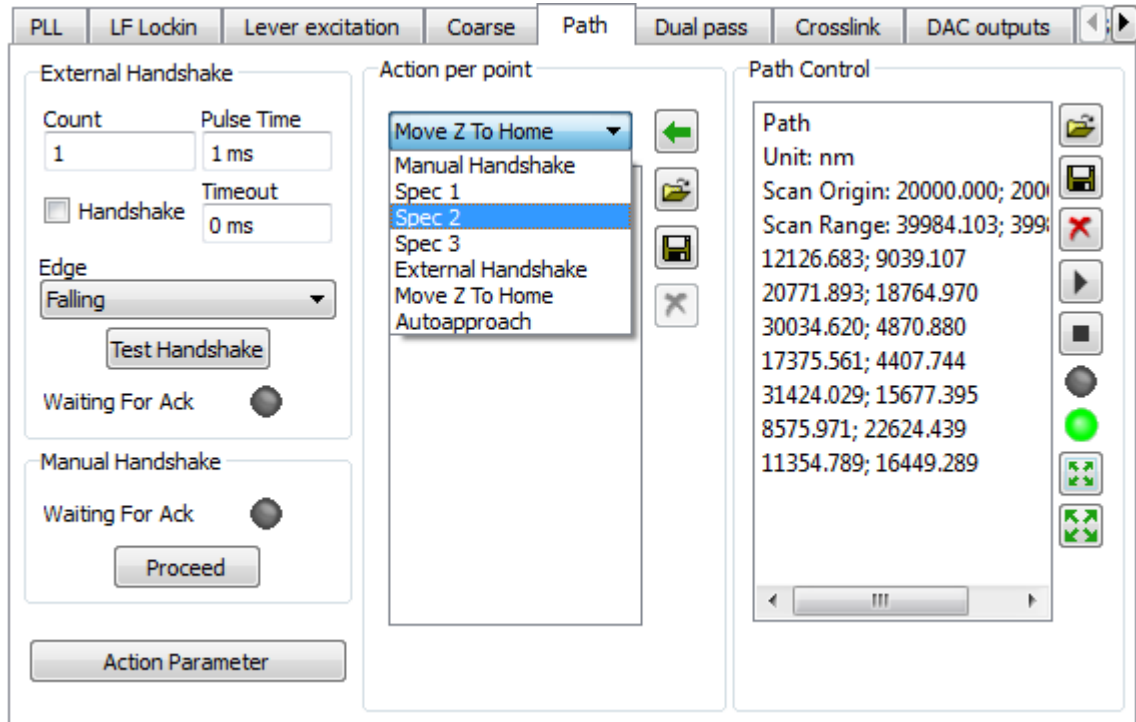 PLL
LF Lockin
Lever excitation
Coarse
Path
Dual pass
Crosslink
DAC outputs
External Handshake
Count
Pulse Time
1
1 ms
Handshake
Timeout
0 ms
Edge
Falling
Test Handshake
Waiting For Ack
Manual Handshake
Waiting For Ack
Proceed
Action Parameter
Action per point
Move Z To Home
Manual Handshake
Spec 1
Spec 2
Spec 3
External Handshake
Move Z To Home
Autoapproach
Path Control
Path
Unit: nm
Scan Origin: 20000.000;
Scan Range: 39984.103;
12126.683; 9039.107
20771.893; 18764.970
30034.620; 4870.880
17375.561; 4407.744
31424.029; 15677.395
8575.971; 22624.439
11354.789; 16449.289